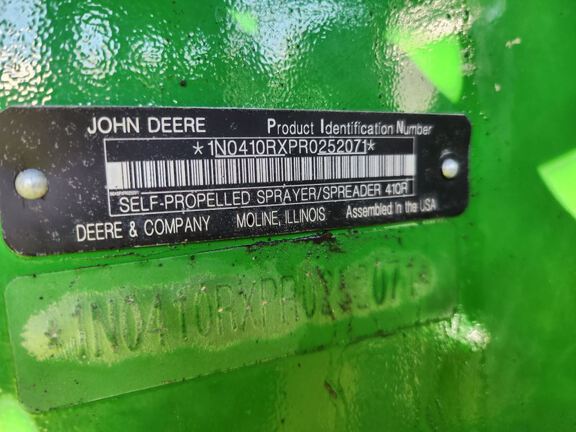 JOHN DEERE Product Identification Number
*1N0410RXPR0252071*
SELF-PROPELLED SPRAYER/SPREADER 410R
DEERE & COMPANY MOLINE, ILLINOIS Assembled in the USA